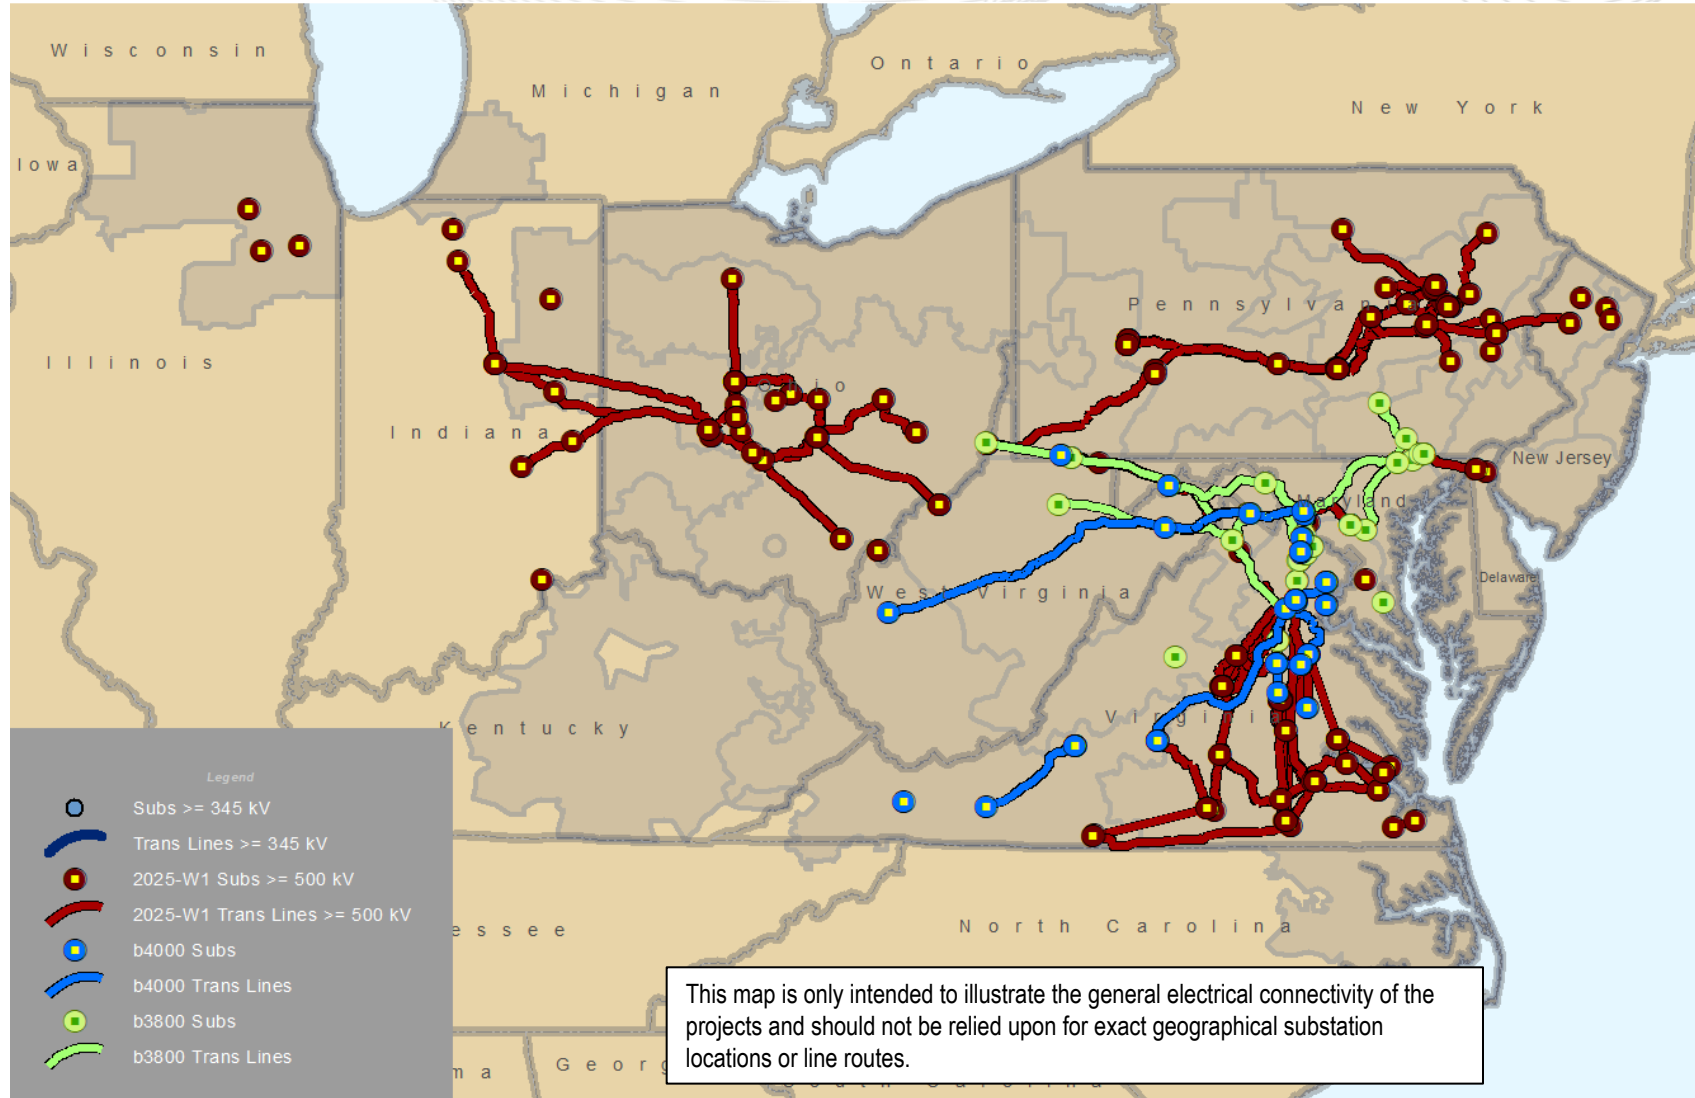 Wisconsin
Michigan
Ontario
New York
Iowa
Pennsylvania
Illinois
Ohio
Indiana
New Jersey
Maryland
Delaware
West Virginia
Virginia
Kentucky
Legend
Subs >= 345 kV
Trans Lines >= 345 kV
2025-W1 Subs >= 500 kV
2025-W1 Trans Lines >= 500 kV
b4000 Subs
b4000 Trans Lines
b3800 Subs
b3800 Trans Lines
essee
North Carolina
This map is only intended to illustrate the general electrical connectivity of the
projects and should not be relied upon for exact geographical substation
locations or line routes.
ma
Georg